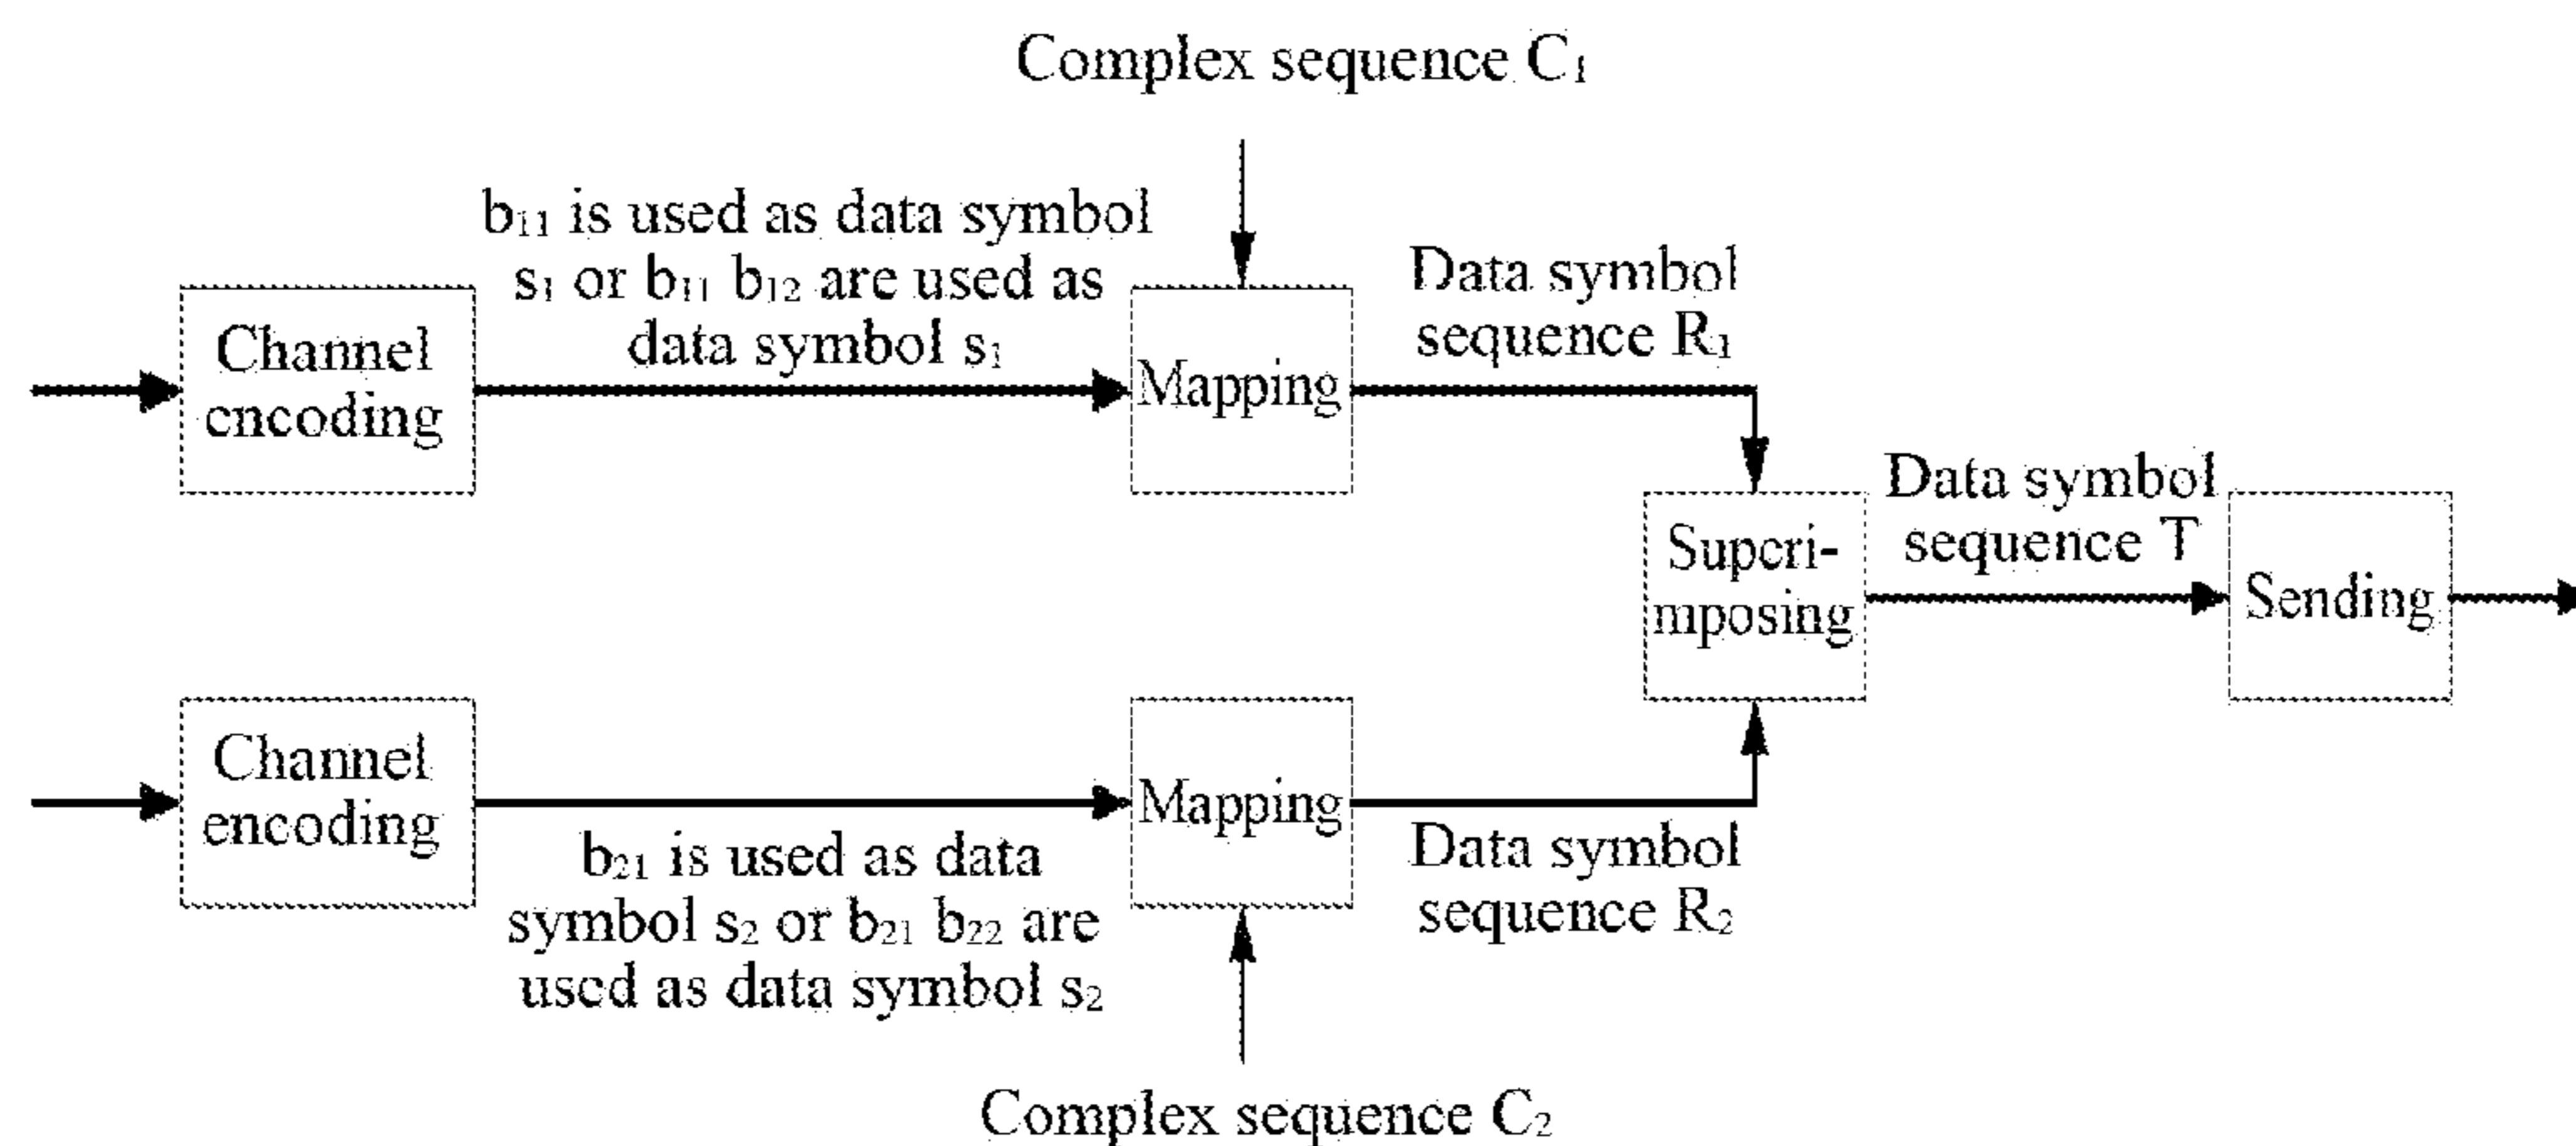 Complex sequence C₁
b₁₁ is used as data symbol
s₁ or b₁₁ b₁₂ are used as
data symbol s₁
Channel
encoding
Mapping
Data symbol
sequence R₁
Superi-
mposing
Data symbol
sequence T
Sending
Channel
encoding
b₂₁ is used as data
symbol s₂ or b₂₁ b₂₂ are
used as data symbol s₂
Mapping
Data symbol
sequence R₂
Complex sequence C₂